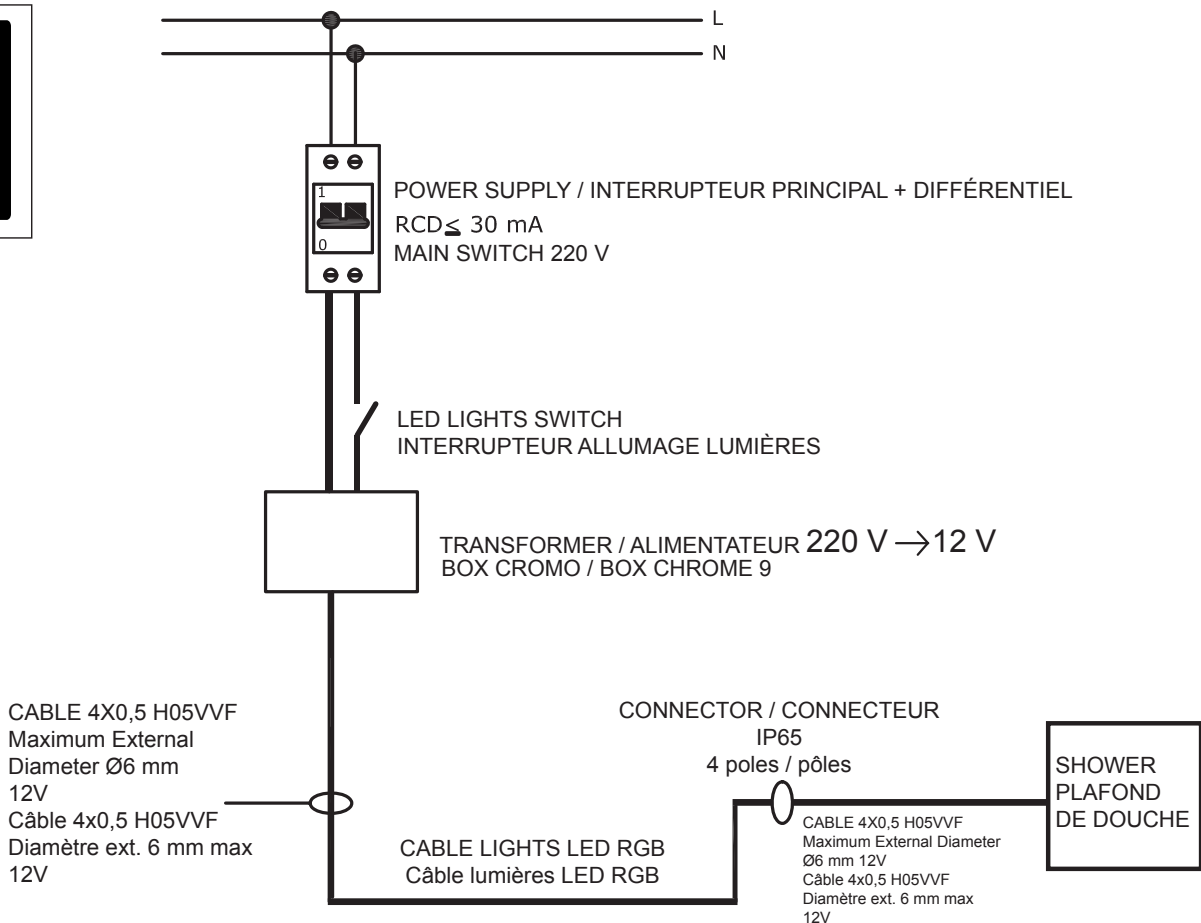 L
N
1
0
POWER SUPPLY / INTERRUPTEUR PRINCIPAL + DIFFÉRENTIEL
RCD≤ 30 mA
MAIN SWITCH 220 V
LED LIGHTS SWITCH
INTERRUPTEUR ALLUMAGE LUMIÈRES
TRANSFORMER / ALIMENTATEUR 220 V →12 V
BOX CROMO / BOX CHROME 9
CABLE 4X0,5 H05VVF
Maximum External
Diameter Ø6 mm
12V
Câble 4x0,5 H05VVF
Diamètre ext. 6 mm max
12V
CABLE LIGHTS LED RGB
Câble lumières LED RGB
CONNECTOR / CONNECTEUR
IP65
4 poles / pôles
CABLE 4X0,5 H05VVF
Maximum External Diameter
Ø6 mm 12V
Câble 4x0,5 H05VVF
Diamètre ext. 6 mm max
12V
SHOWER
PLAFOND
DE DOUCHE